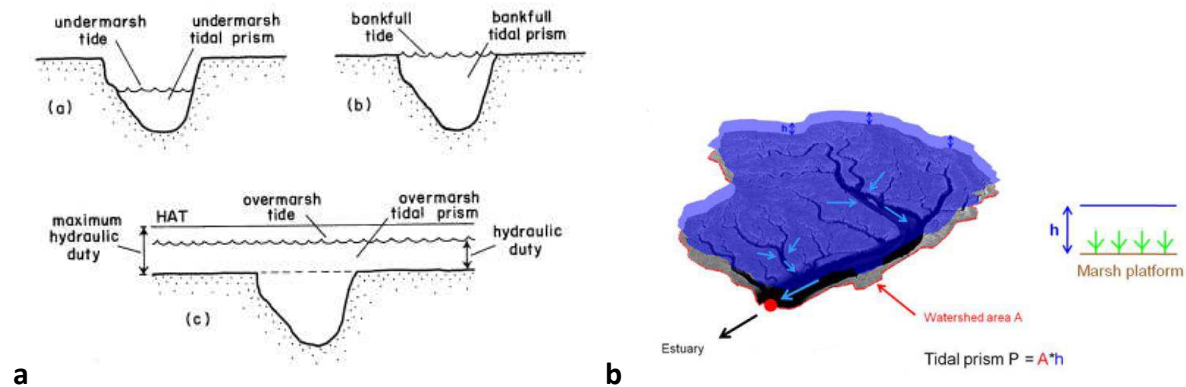 undermarsh
tide
undermarsh
tidal prism
(a)
bankfull
tide
bankfull
tidal prism
(b)
HAT
maximum
hydraulic
duty
overmarsh
tide
overmarsh
tidal prism
hydraulic
duty
(c)
a
h
Watershed area A
Estuary
Tidal prism P = A*h
h
Marsh platform
b